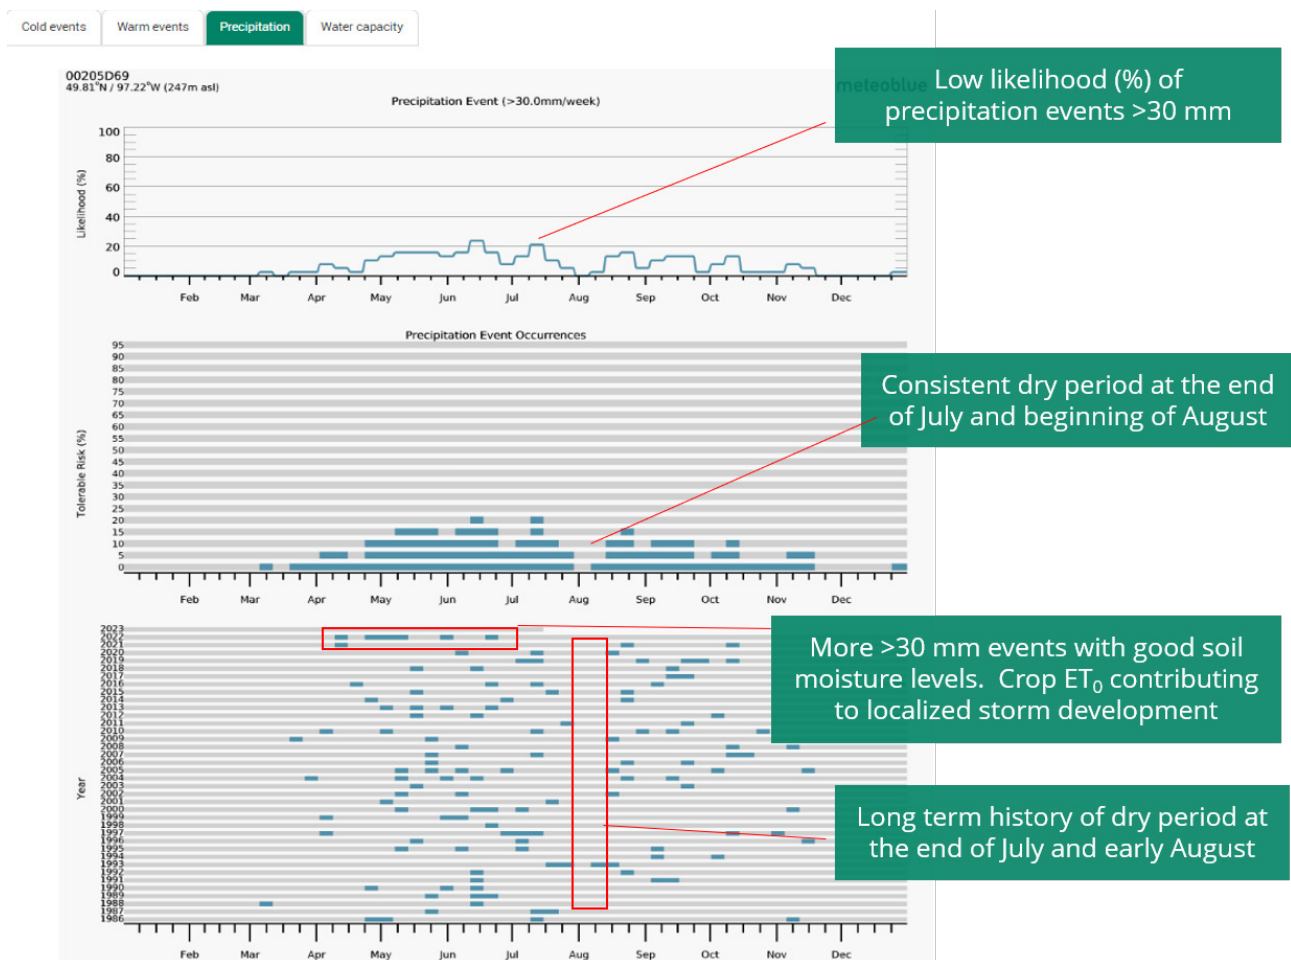 Cold events
Warm events
Precipitation
Water capacity
00205D69
49.81°N / 97.22°W (247m asl)
meteoblue
Precipitation Event (>30.0mm/week)
Low likelihood (%) of
precipitation events >30 mm
Likelihood (%)
100
80
60
40
20
0
Feb Mar Apr May Jun Jul Aug Sep Oct Nov Dec
Precipitation Event Occurrences
Consistent dry period at the end
of July and beginning of August
Tolerable Risk (%)
95
90
85
80
75
70
65
60
55
50
45
40
35
30
25
20
15
10
5
0
Feb Mar Apr May Jun Jul Aug Sep Oct Nov Dec
More >30 mm events with good soil
moisture levels. Crop ET₀ contributing
to localized storm development
Long term history of dry period at
the end of July and early August
Year
2023
2022
2021
2020
2019
2018
2017
2016
2015
2014
2013
2012
2011
2010
2009
2008
2007
2006
2005
2004
2003
2002
2001
2000
1999
1998
1997
1996
1995
1994
1993
1992
1991
1990
1989
1988
1987
1986
Feb Mar Apr May Jun Jul Aug Sep Oct Nov Dec